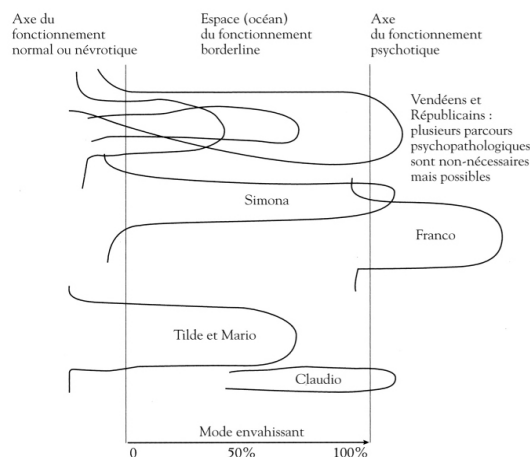 Axe du
fonctionnement
normal ou névrotique
Espace (océan)
du fonctionnement
borderline
Axe
du fonctionnement
psychotique
Vendéens et
Républicains :
plusieurs parcours
psychopathologiques
sont non-nécessaires
mais possibles
Simona
Franco
Tilde et Mario
Claudio
Mode envahissant
0 50% 100%